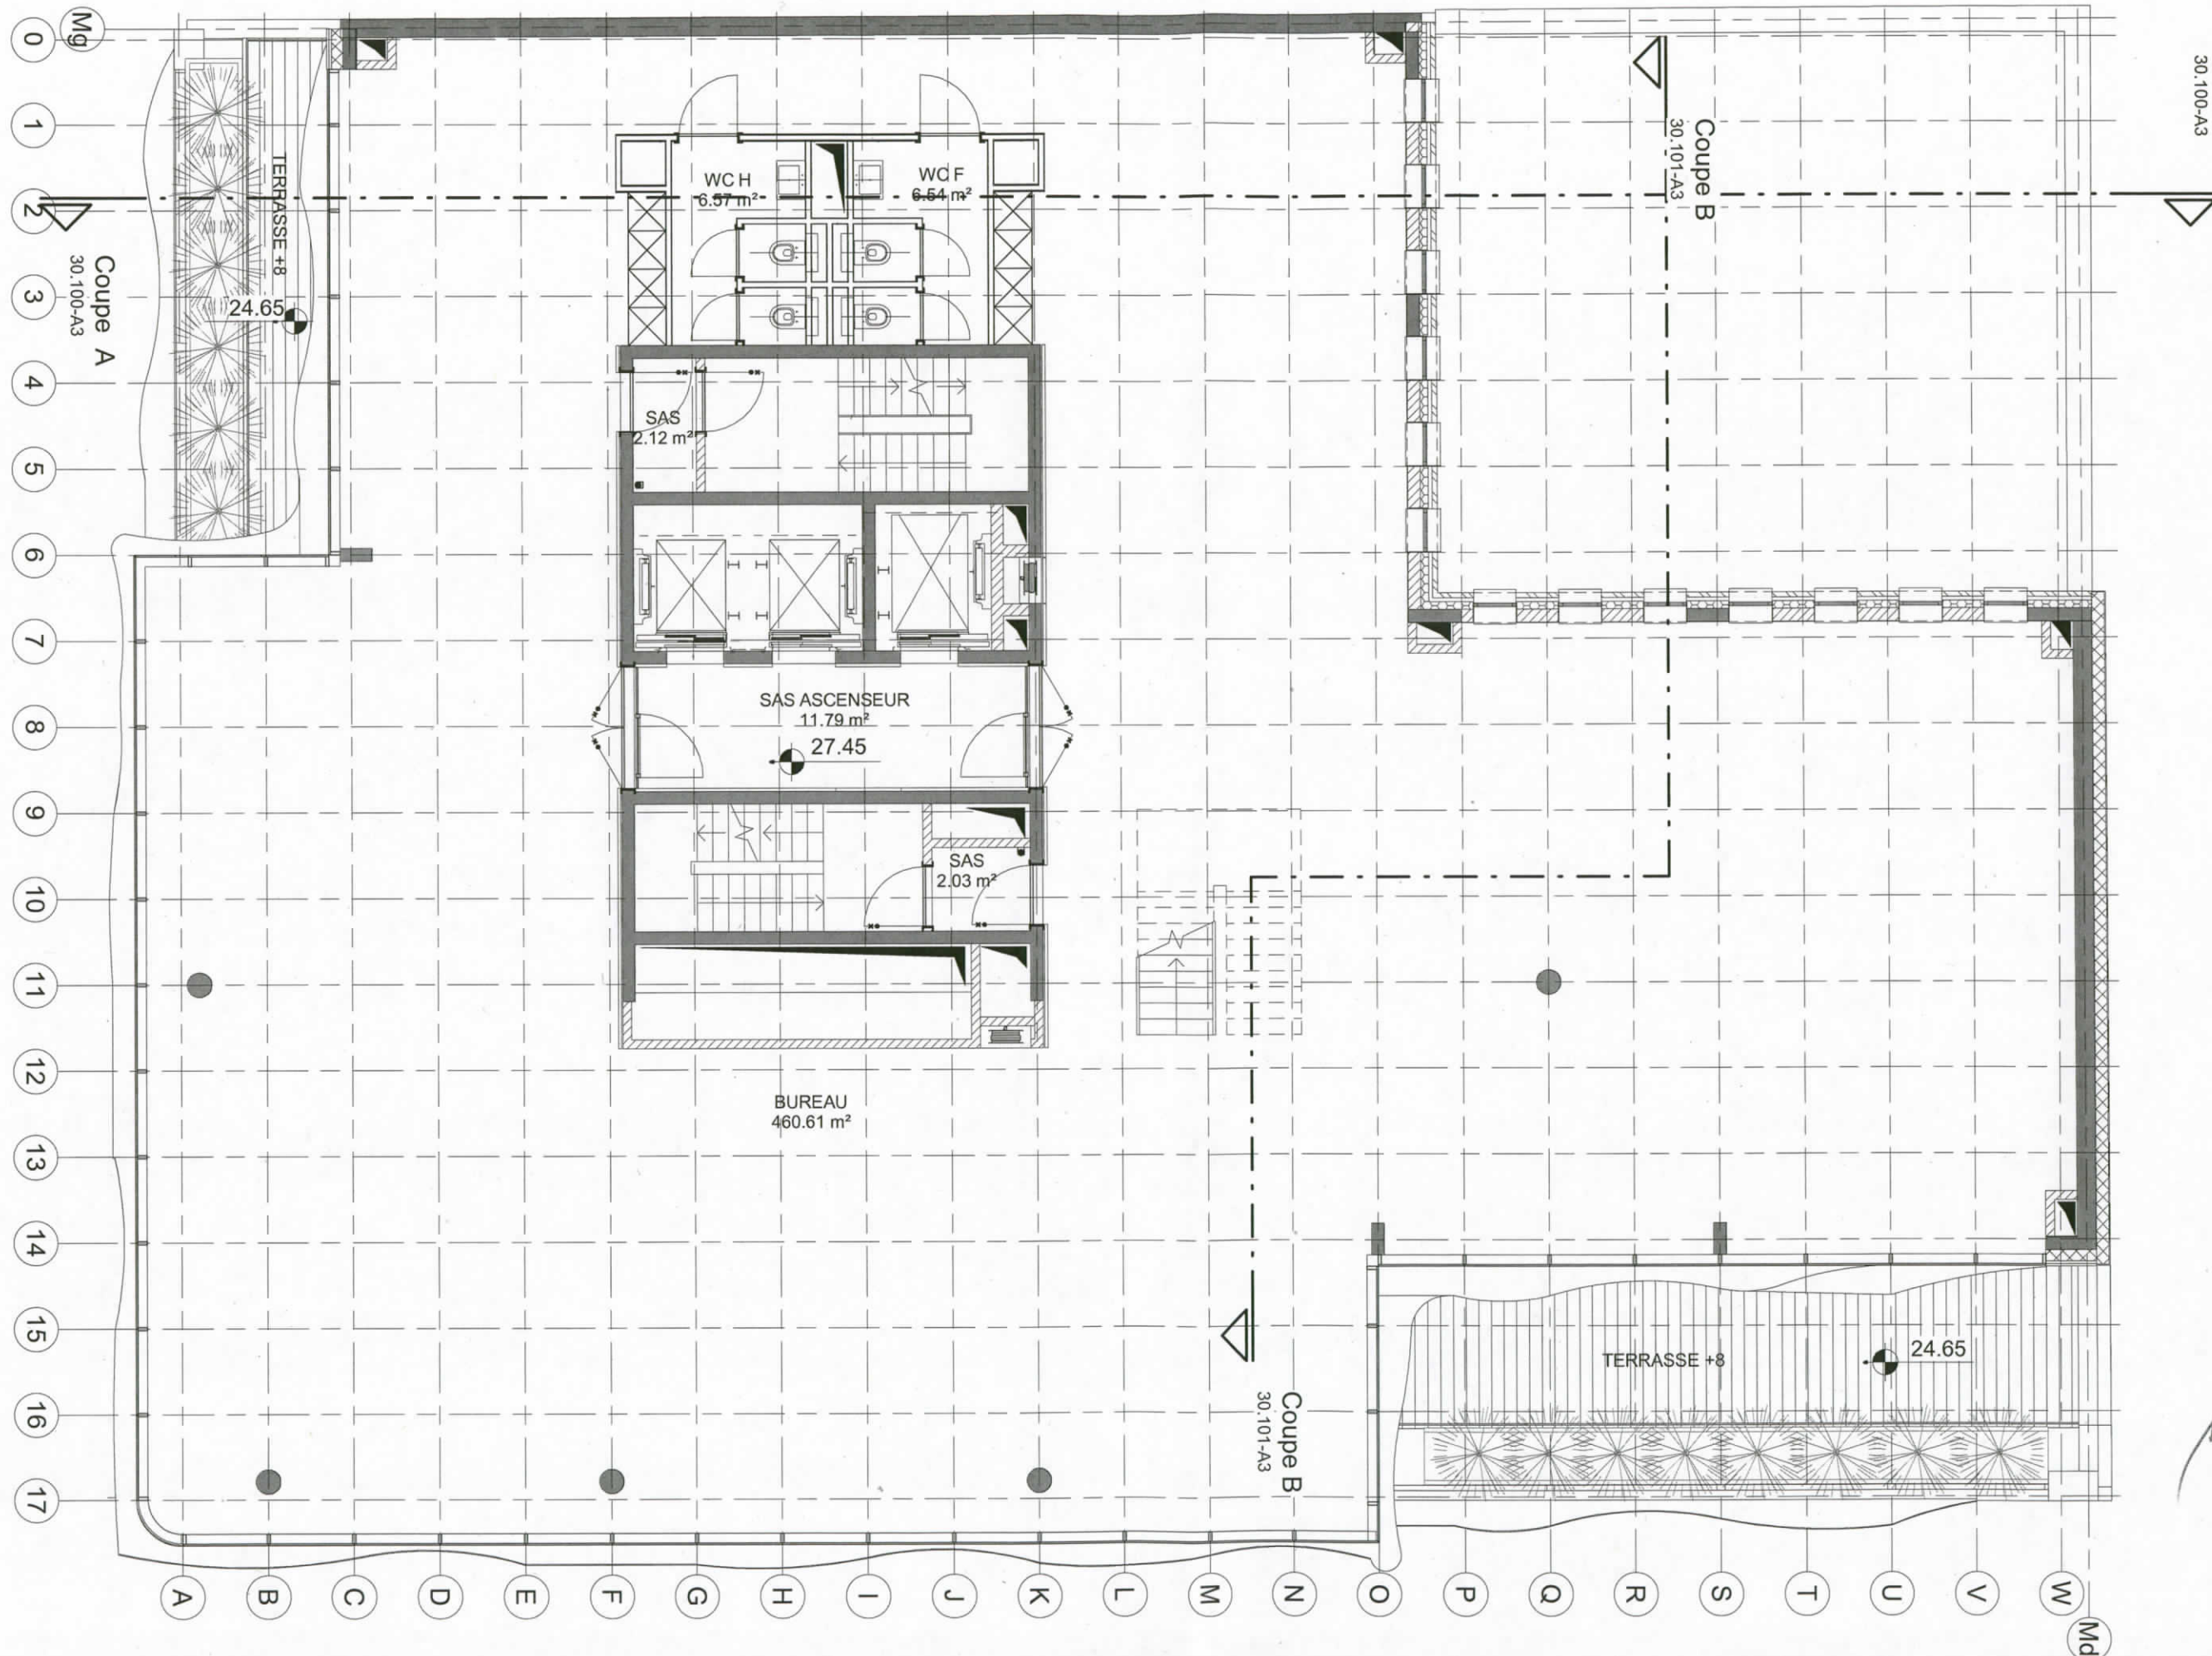 Mg
0
1
2
3
4
5
6
7
8
9
10
11
12
13
14
15
16
17
30.100-A3
Coupe B
30.101-A3
TERRASSE +8
24.65
Coupe A
30.100-A3
WC H
6.57 m²
WC F
6.54 m²
SAS
2.12 m²
SAS ASCENSEUR
11.79 m²
27.45
SAS
2.03 m²
BUREAU
460.61 m²
TERRASSE +8
24.65
Coupe B
30.101-A3
A
B
C
D
E
F
G
H
I
J
K
L
M
N
O
P
Q
R
S
T
U
V
W
Md